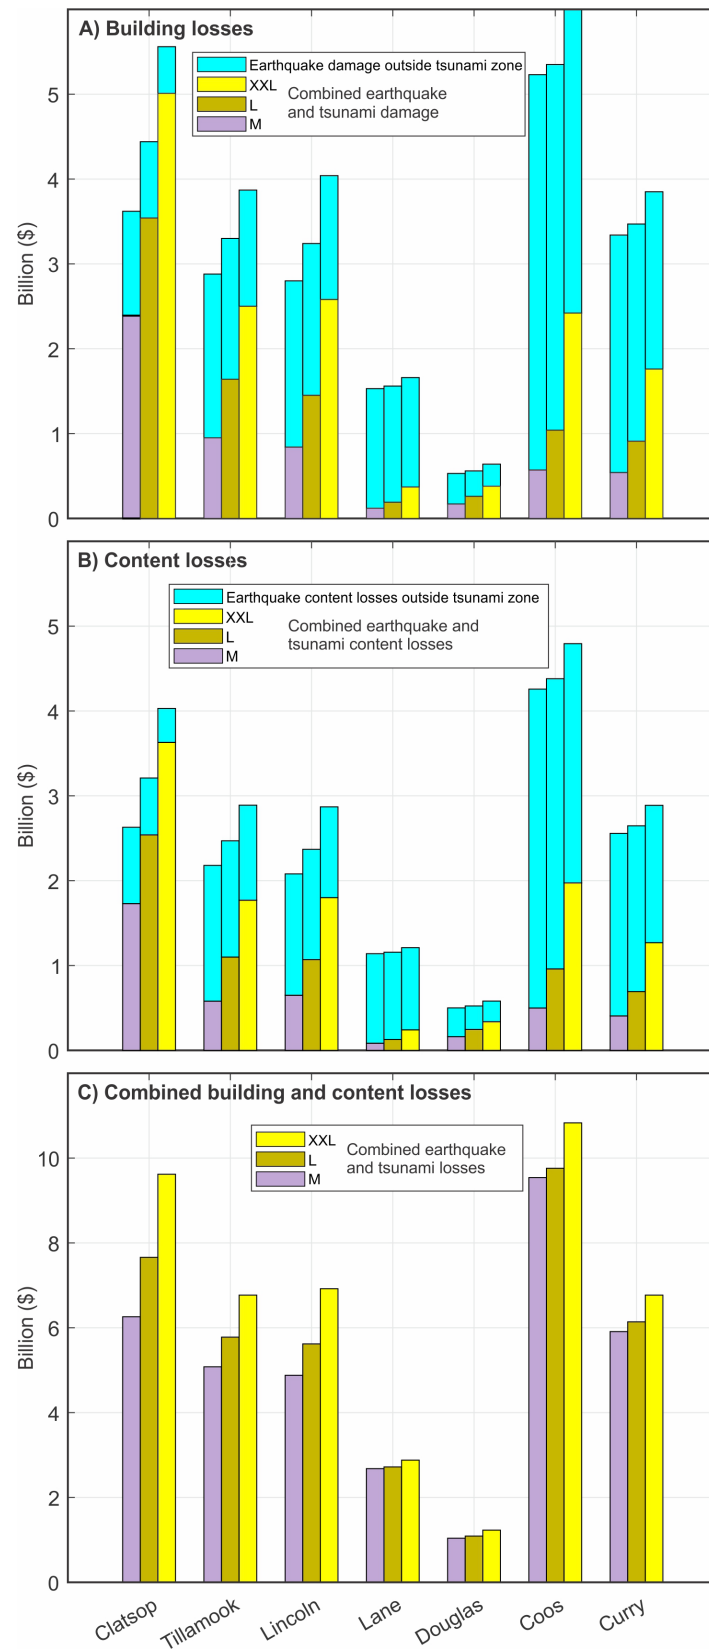 A) Building losses
Earthquake damage outside tsunami zone
XXL
L
M
Combined earthquake
and tsunami damage
5
4
3
2
1
0
Billion ($)
B) Content losses
Earthquake content losses outside tsunami zone
XXL
L
M
Combined earthquake and
tsunami content losses
5
4
3
2
1
0
Billion ($)
C) Combined building and content losses
XXL
L
M
Combined earthquake
and tsunami losses
10
8
6
4
2
0
Billion ($)
Clatsop
Tillamook
Lincoln
Lane
Douglas
Coos
Curry